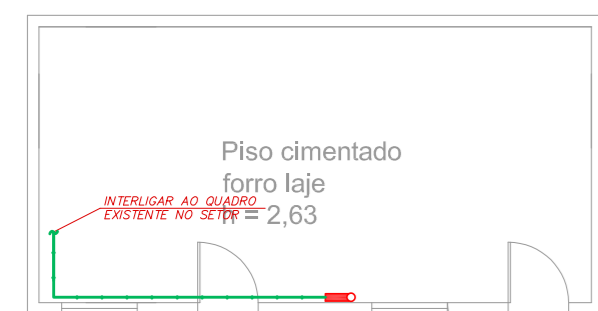 Piso cimentado
forro laje
h = 2,63
INTERLIGAR AO QUADRO
EXISTENTE NO SETOR